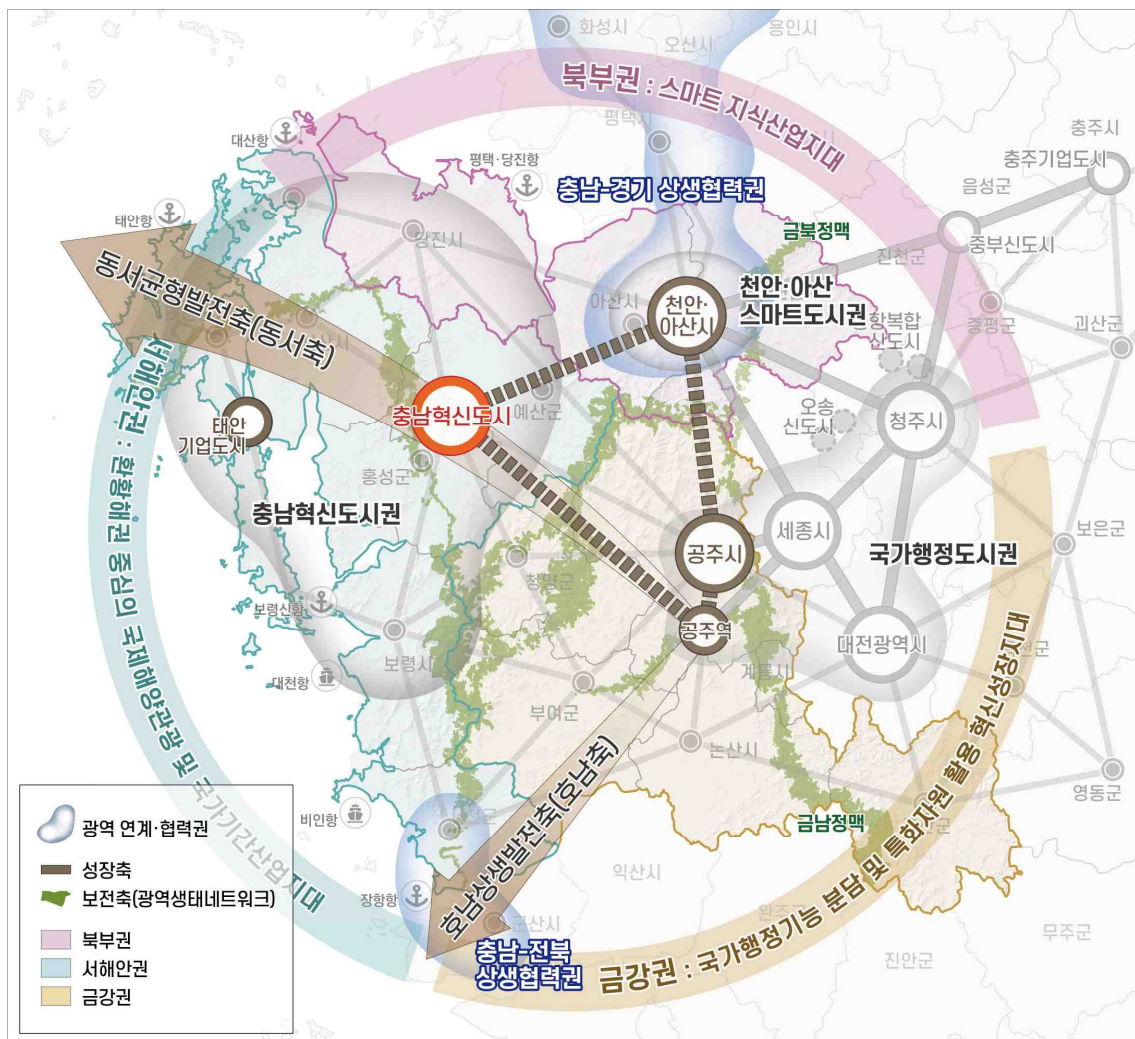 화성시
오산시
용인시
북부권 : 스마트 지식산업지대
평택시
충주시
충주기업도시
대산항
평택·당진항
음성군
충남-경기 상생협력권
금북정맥
태안항
당진시
진천군
중부신도시
동서균형발전축(동서축)
아산시
천안·
아산시
천안·아산
스마트도시권
증평군
괴산군
충남혁신도시
예산군
오송
신도시
청주시
태안
기업도시
홍성군
충남혁신도시권
서해안권 : 환황해권 중심의 국제해양관광 및 국가기간산업지대
공주시
세종시
국가행정도시권
보은군
청양군
보령신항
공주역
대전광역시
보령시
대천항
계룡시
부여군
논산시
호남상생발전축(호남축)
영동군
비인항
금남정맥
익산시
완주군
장항항
군산시
무주군
진안군
충남-전북
상생협력권
금강권 : 국가행정기능 분담 및 특화자원 활용 혁신성장지대
광역 연계·협력권
성장축
보전축(광역생태네트워크)
북부권
서해안권
금강권